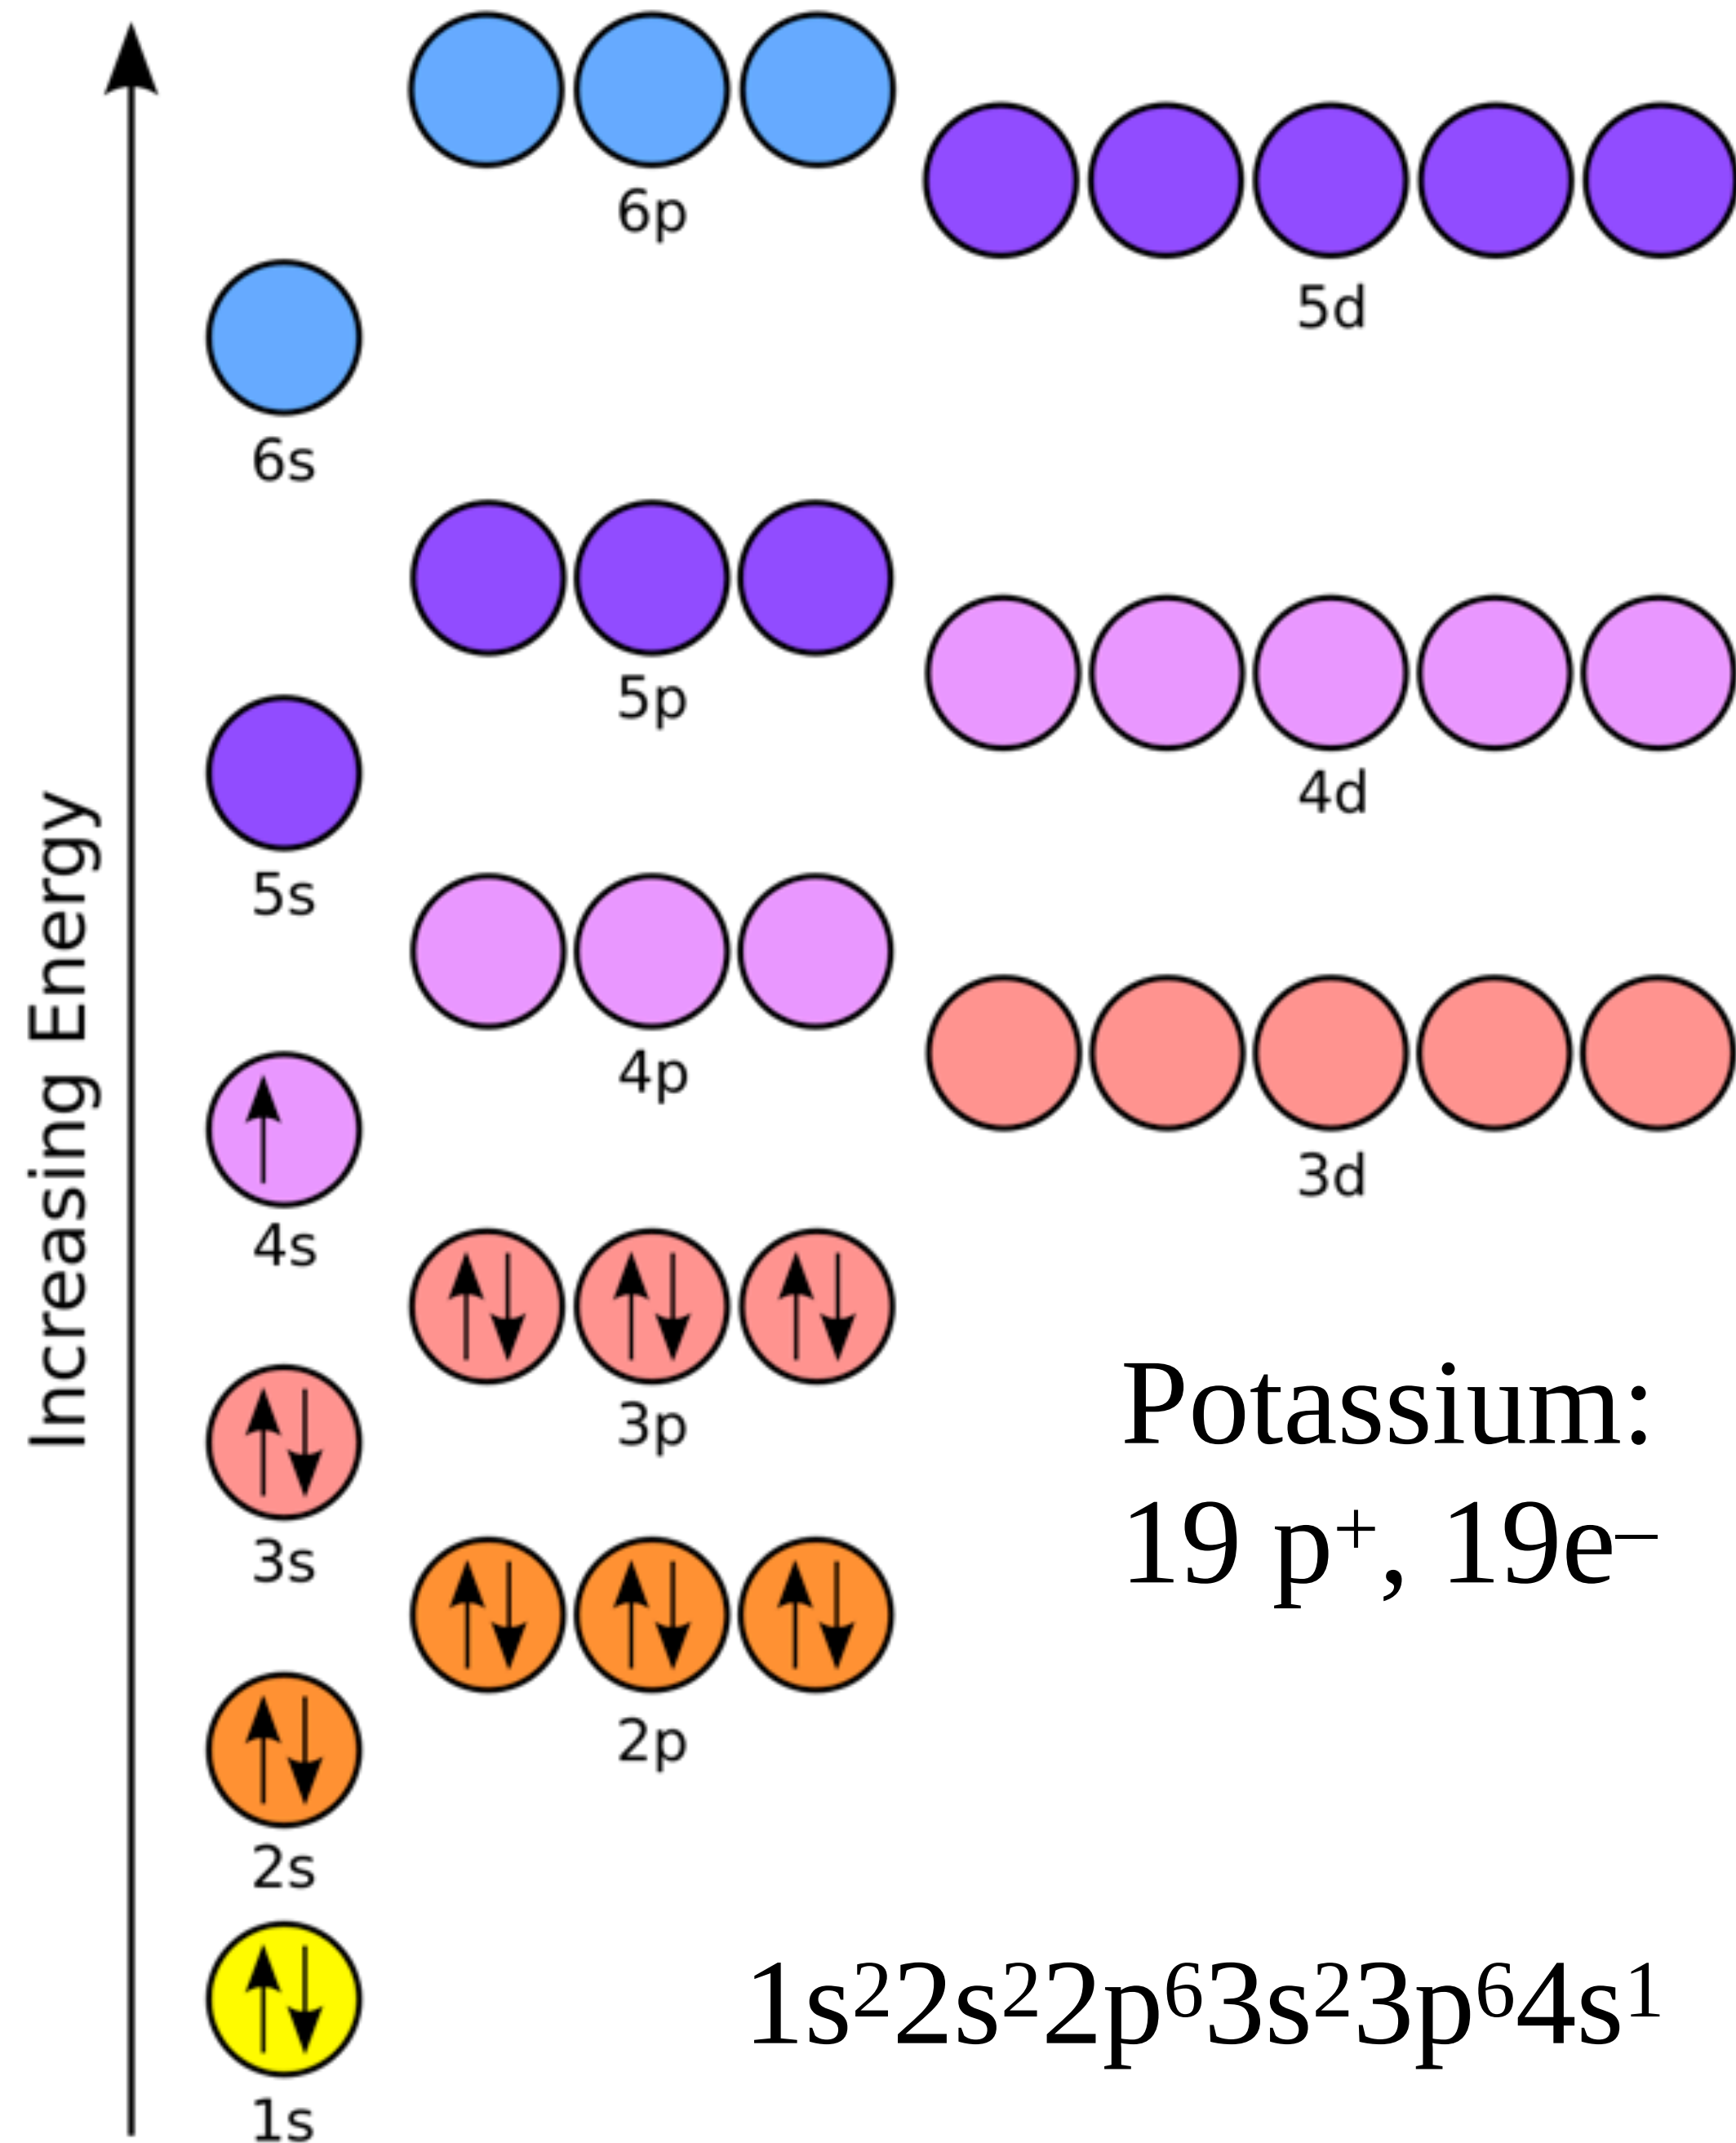 6p
5d
6s
5p
4d
5s
4p
3d
4s
3p
3s
2p
2s
1s
Increasing Energy
Potassium:
19 p⁺, 19e⁻
1s²2s²2p⁶3s²3p⁶4s¹